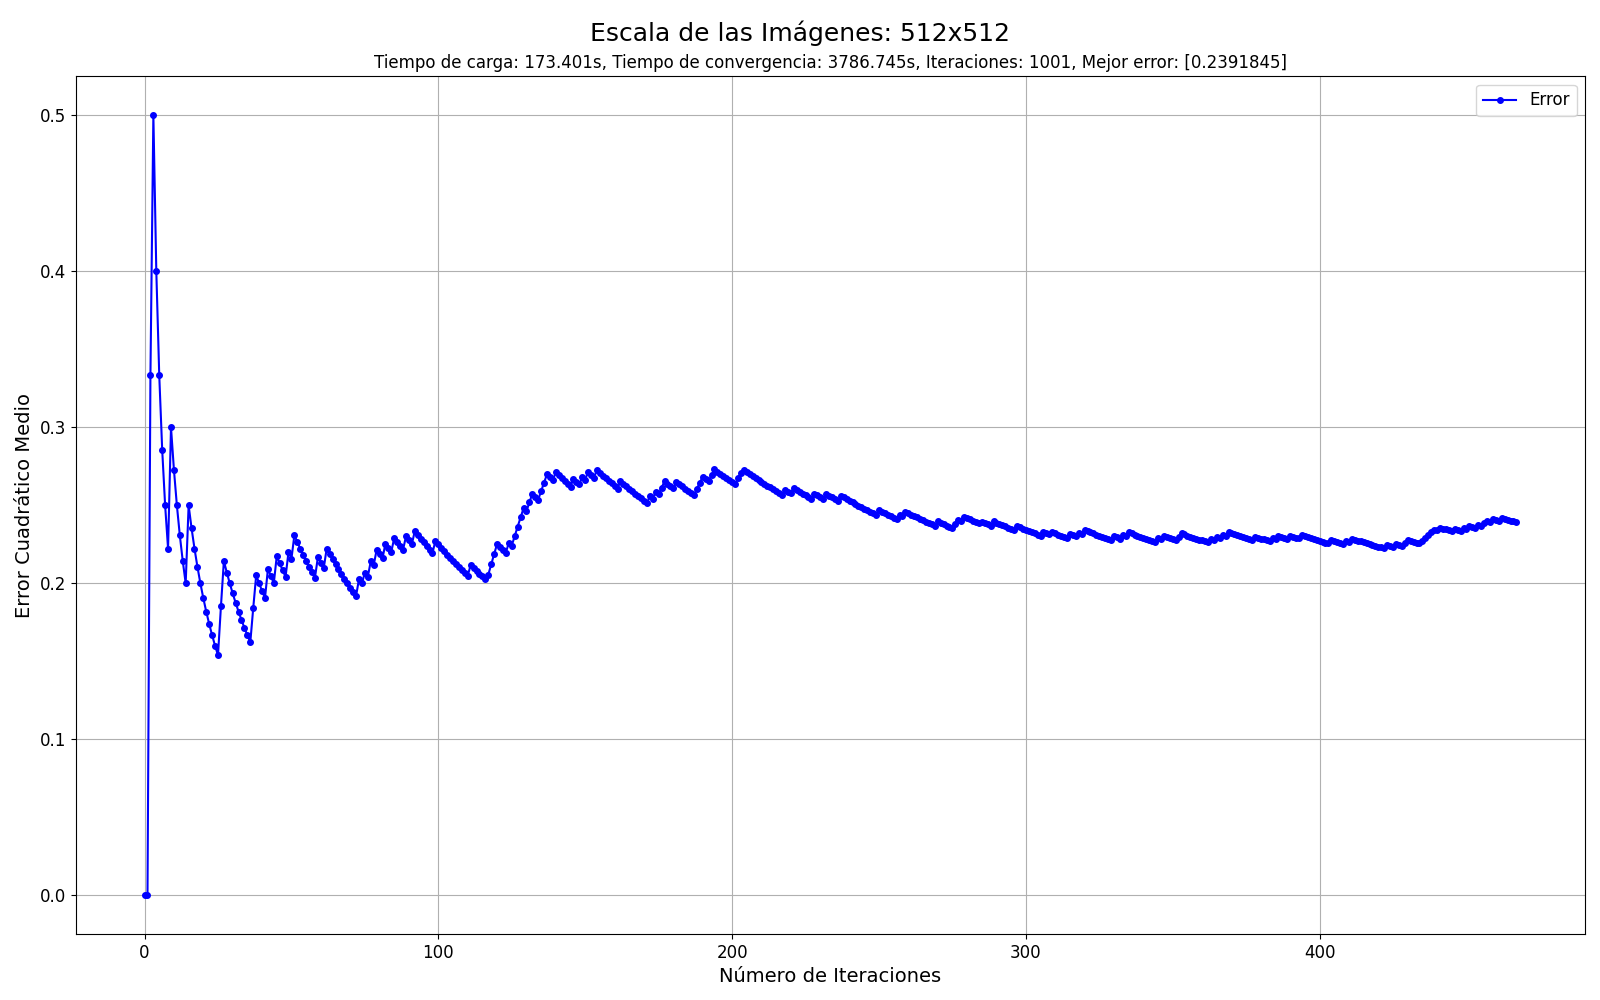 Escala de las Imágenes: 512x512
Tiempo de carga: 173.401s, Tiempo de convergencia: 3786.745s, Iteraciones: 1001, Mejor error: [0.2391845]
Error
Error Cuadrático Medio
0.5
0.4
0.3
0.2
0.1
0.0
0 100 200 300 400
Número de Iteraciones